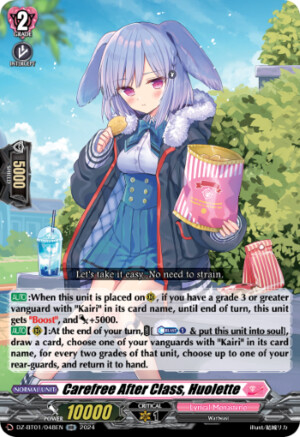 2
GRADE
INTERCEPT
5000
SHIELD
Let's take it easy. No need to strain.
AUTO:When this unit is placed on R, if you have a grade 3 or greater
vanguard with "Kairi" in its card name, until end of turn, this unit
gets "Boost", and +5000.
AUTO【R】:At the end of your turn, [1 & put this unit into soul],
draw a card, choose one of your vanguards with "Kairi" in its card
name, for every two grades of that unit, choose up to one of your
rear-guards, and return it to hand.
NORMAL UNIT
Carefree After Class, Huolette
Lyrical Monasterio
POWER 10000 CRITICAL 1
DZ-BT01/048EN 2024